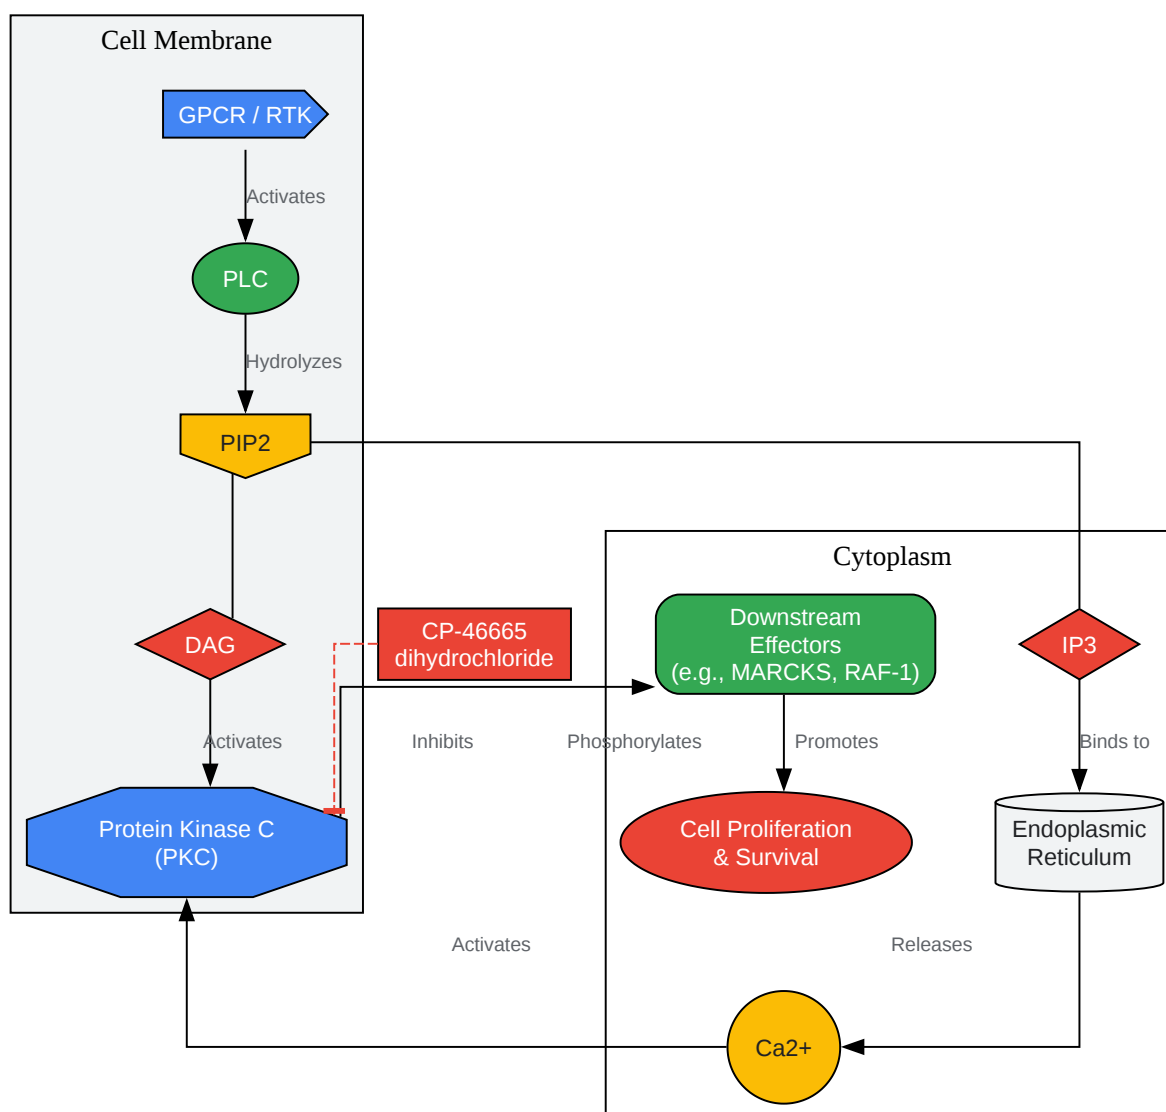 Cell Membrane
GPCR / RTK
Activates
PLC
Hydrolyzes
PIP2
Cytoplasm
DAG
CP-46665
dihydrochloride
Downstream
Effectors
(e.g., MARCKS, RAF-1)
IP3
Activates
Inhibits
Phosphorylates
Promotes
Binds to
Protein Kinase C
(PKC)
Cell Proliferation
& Survival
Endoplasmic
Reticulum
Activates
Releases
Ca2+